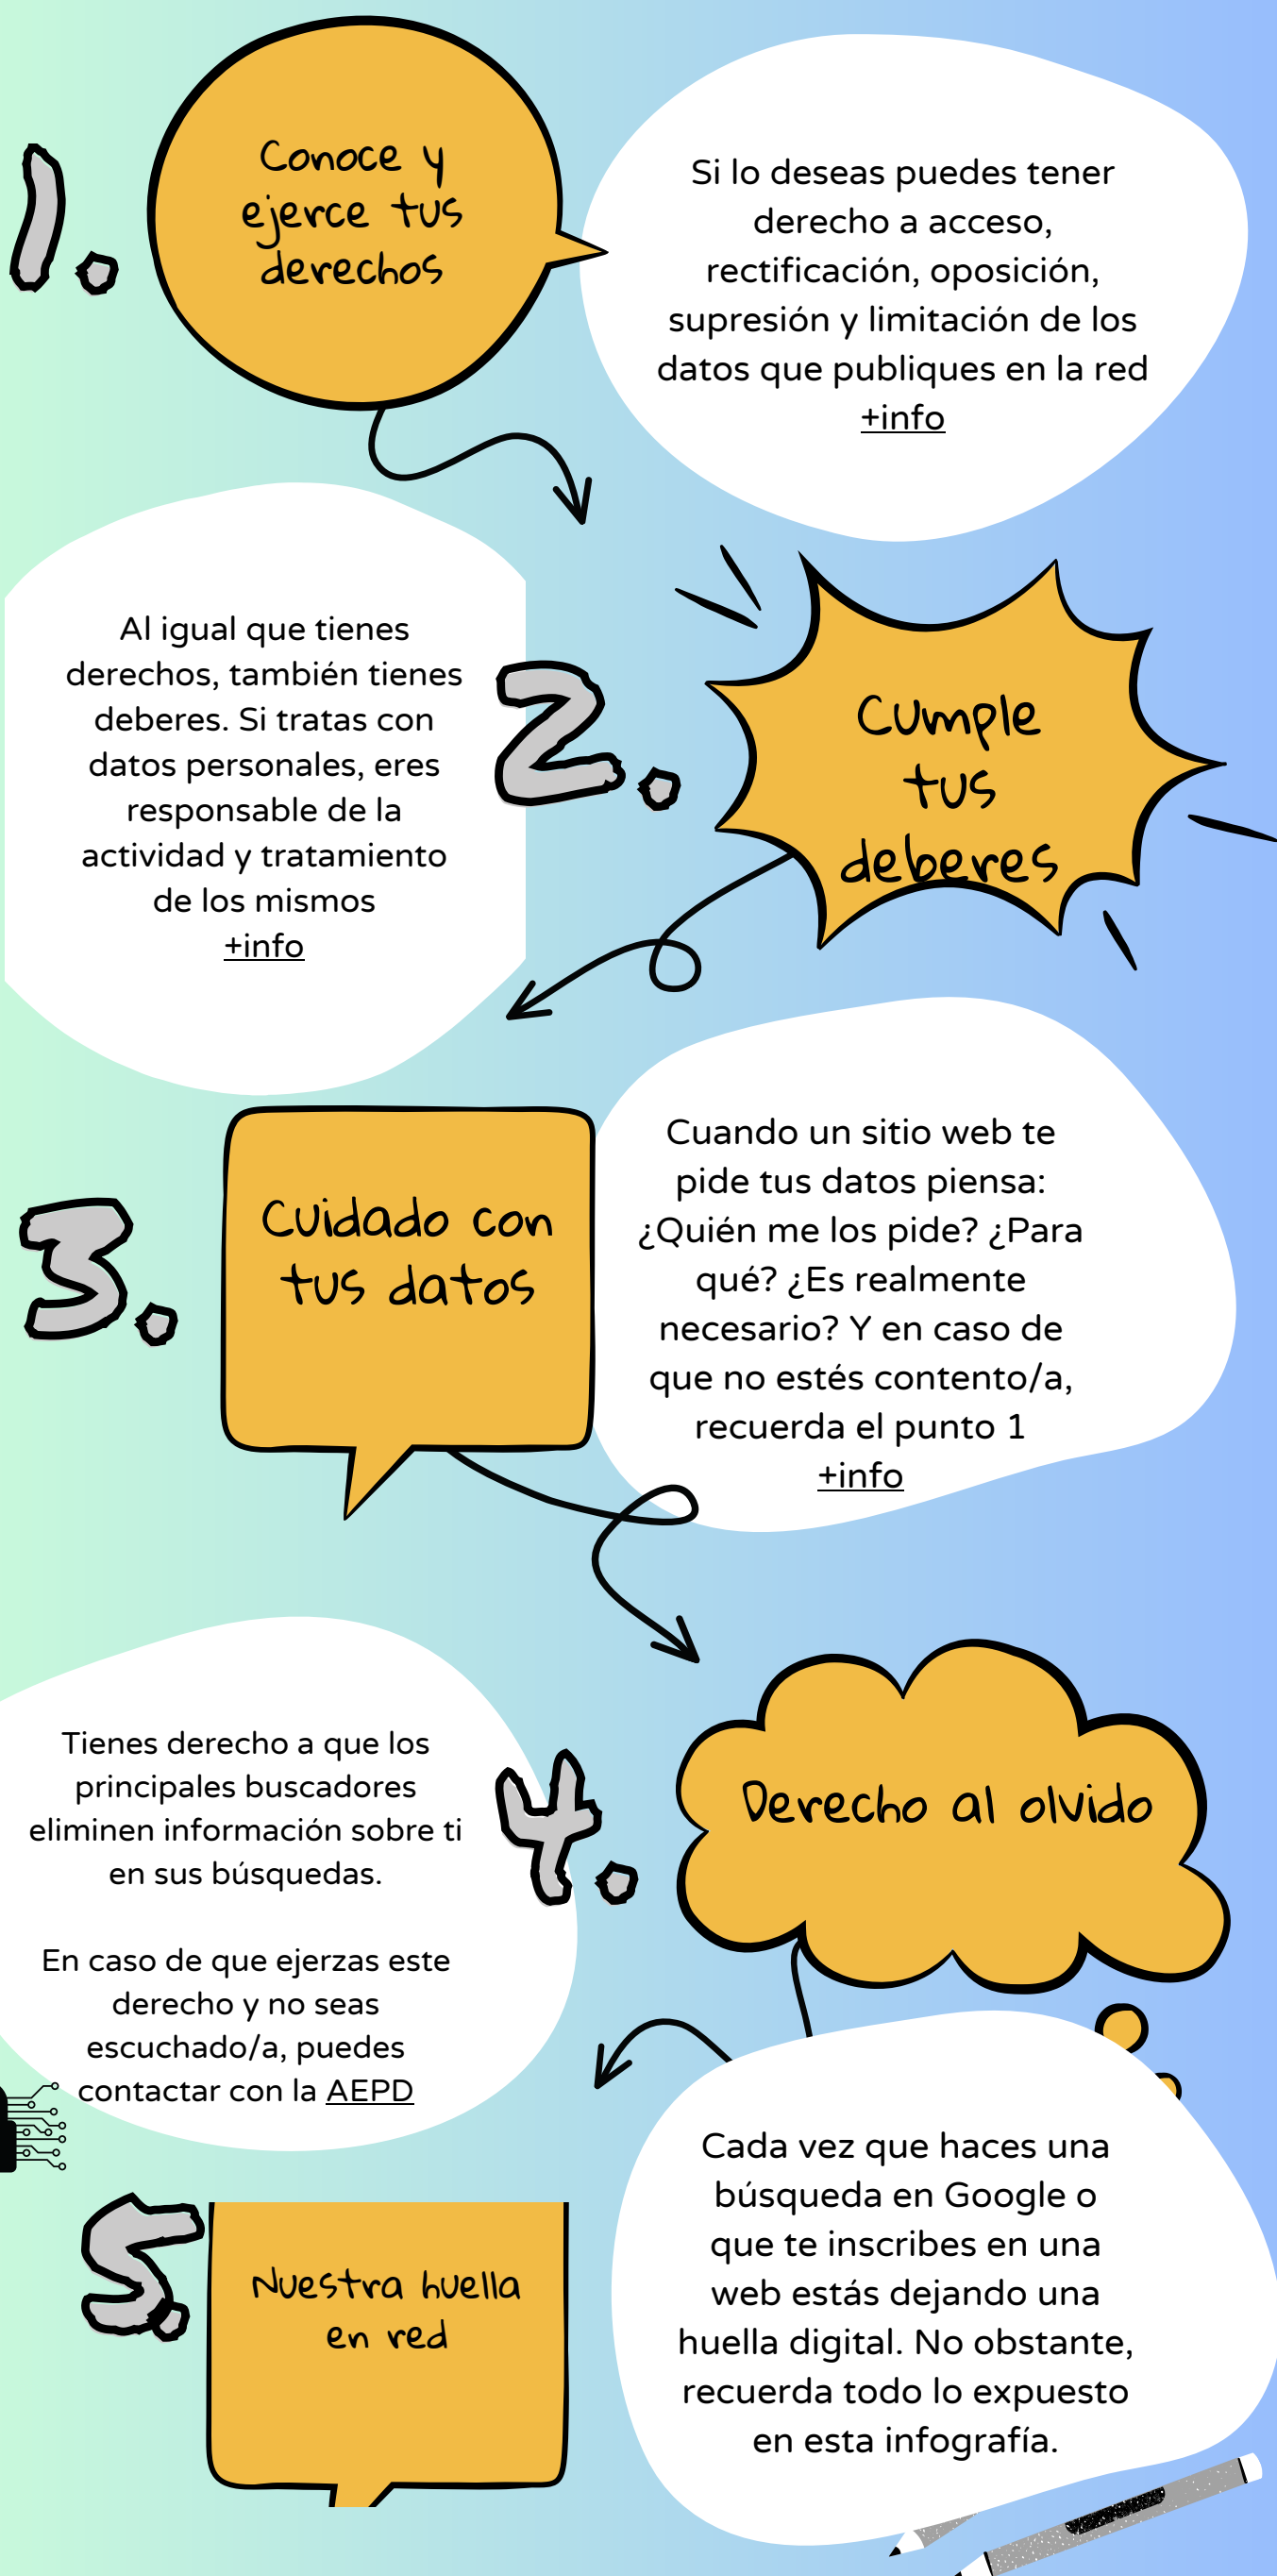 1.
Conoce y
ejerce tus
derechos
Si lo deseas puedes tener
derecho a acceso,
rectificación, oposición,
supresión y limitación de los
datos que publiques en la red
+info
2.
Cumple
tus
deberes
Al igual que tienes
derechos, también tienes
deberes. Si tratas con
datos personales, eres
responsable de la
actividad y tratamiento
de los mismos
+info
3.
Cuidado con
tus datos
Cuando un sitio web te
pide tus datos piensa:
¿Quién me los pide? ¿Para
qué? ¿Es realmente
necesario? Y en caso de
que no estés contento/a,
recuerda el punto 1
+info
4.
Derecho al olvido
Tienes derecho a que los
principales buscadores
eliminen información sobre ti
en sus búsquedas.
En caso de que ejerzas este
derecho y no seas
escuchado/a, puedes
contactar con la AEPD
5.
Nuestra huella
en red
Cada vez que haces una
búsqueda en Google o
que te inscribes en una
web estás dejando una
huella digital. No obstante,
recuerda todo lo expuesto
en esta infografía.